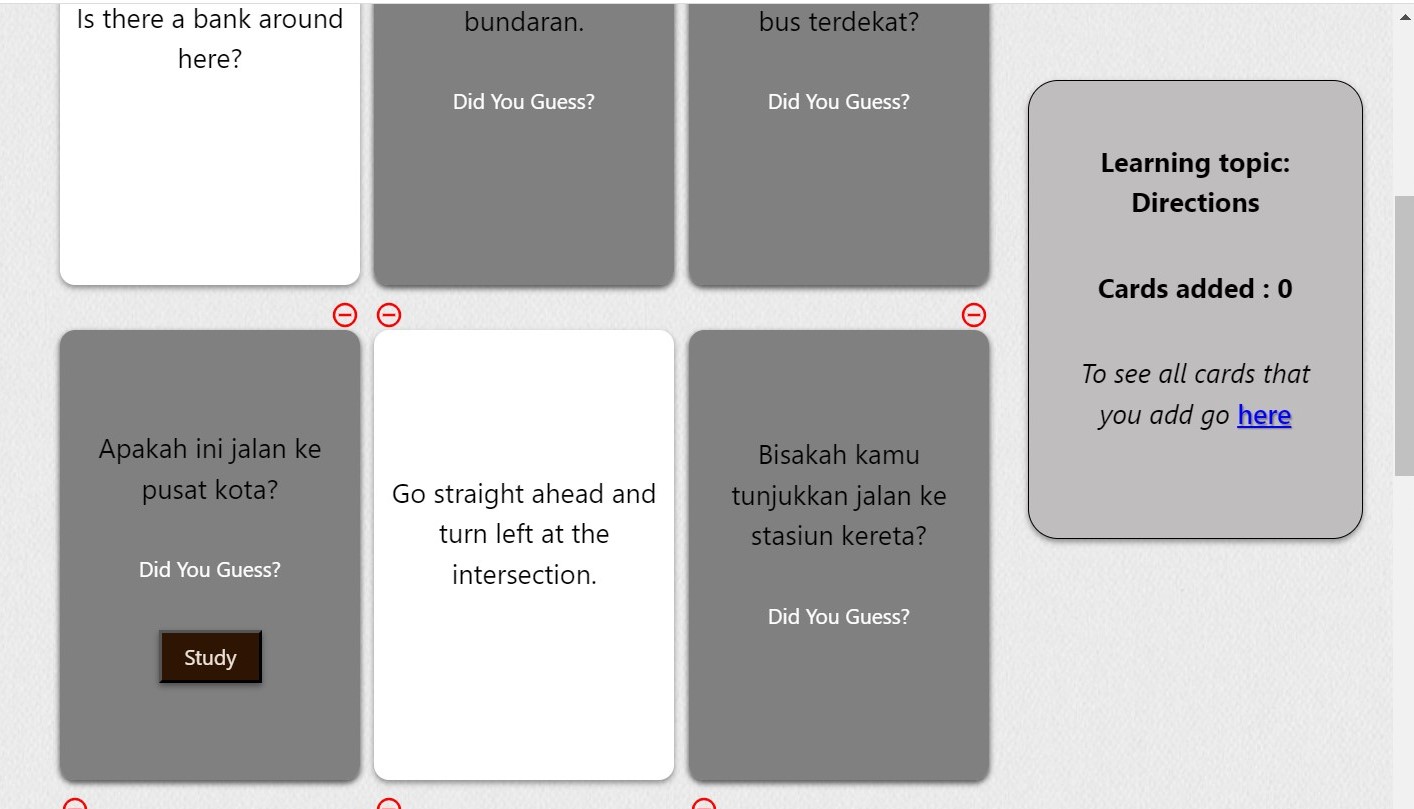 Is there a bank around
here?
bundaran.
Did You Guess?
bus terdekat?
Did You Guess?
Learning topic:
Directions
Cards added : 0
To see all cards that
you add go here
Apakah ini jalan ke
pusat kota?
Did You Guess?
Study
Go straight ahead and
turn left at the
intersection.
Bisakah kamu
tunjukkan jalan ke
stasiun kereta?
Did You Guess?